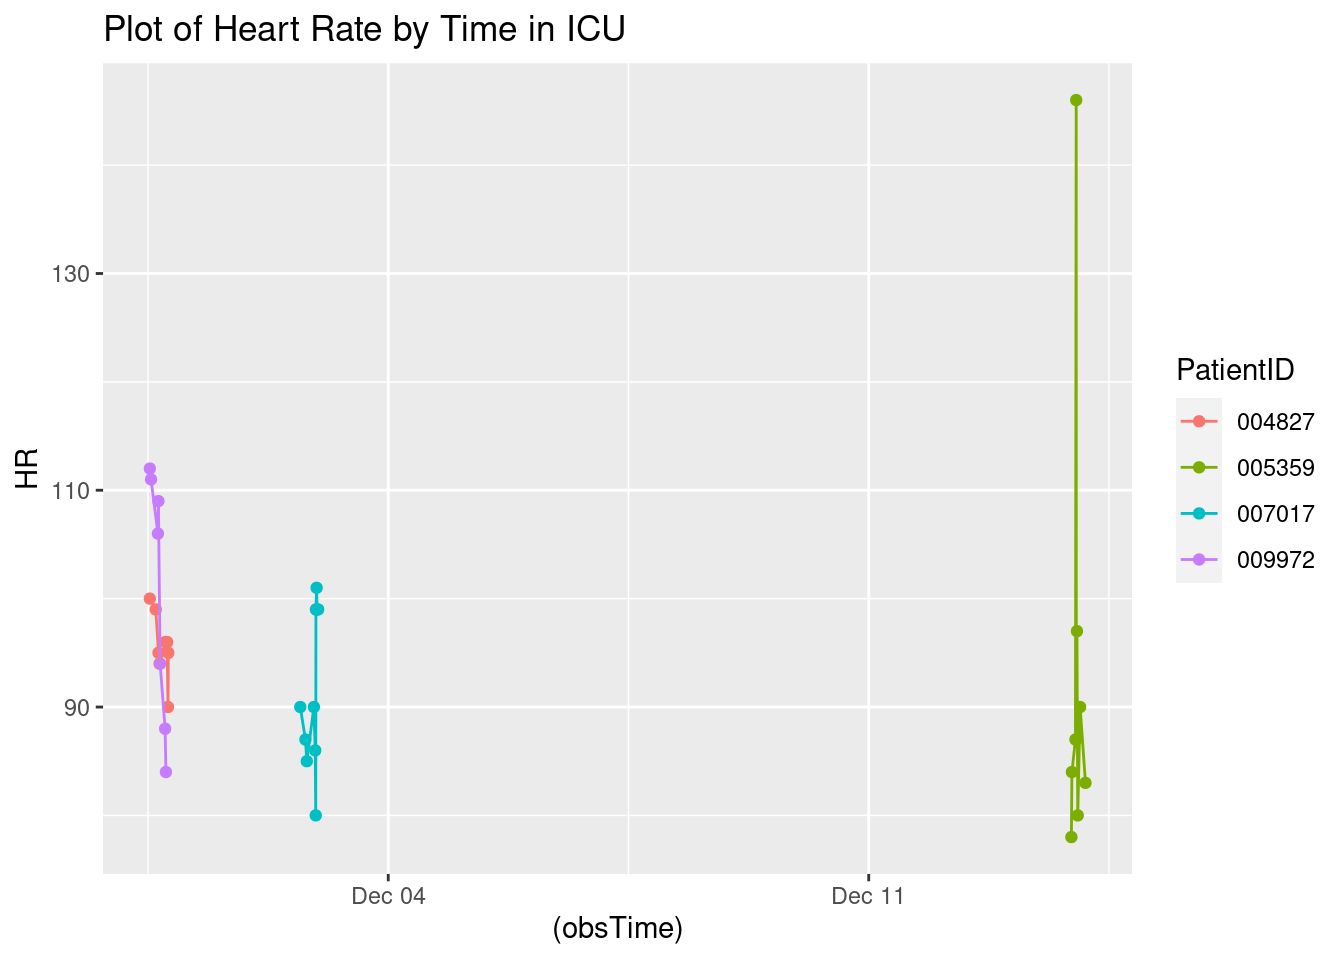 Plot of Heart Rate by Time in ICU
130
110
90
HR
Dec 04
Dec 11
(obsTime)
PatientID
004827
005359
007017
009972